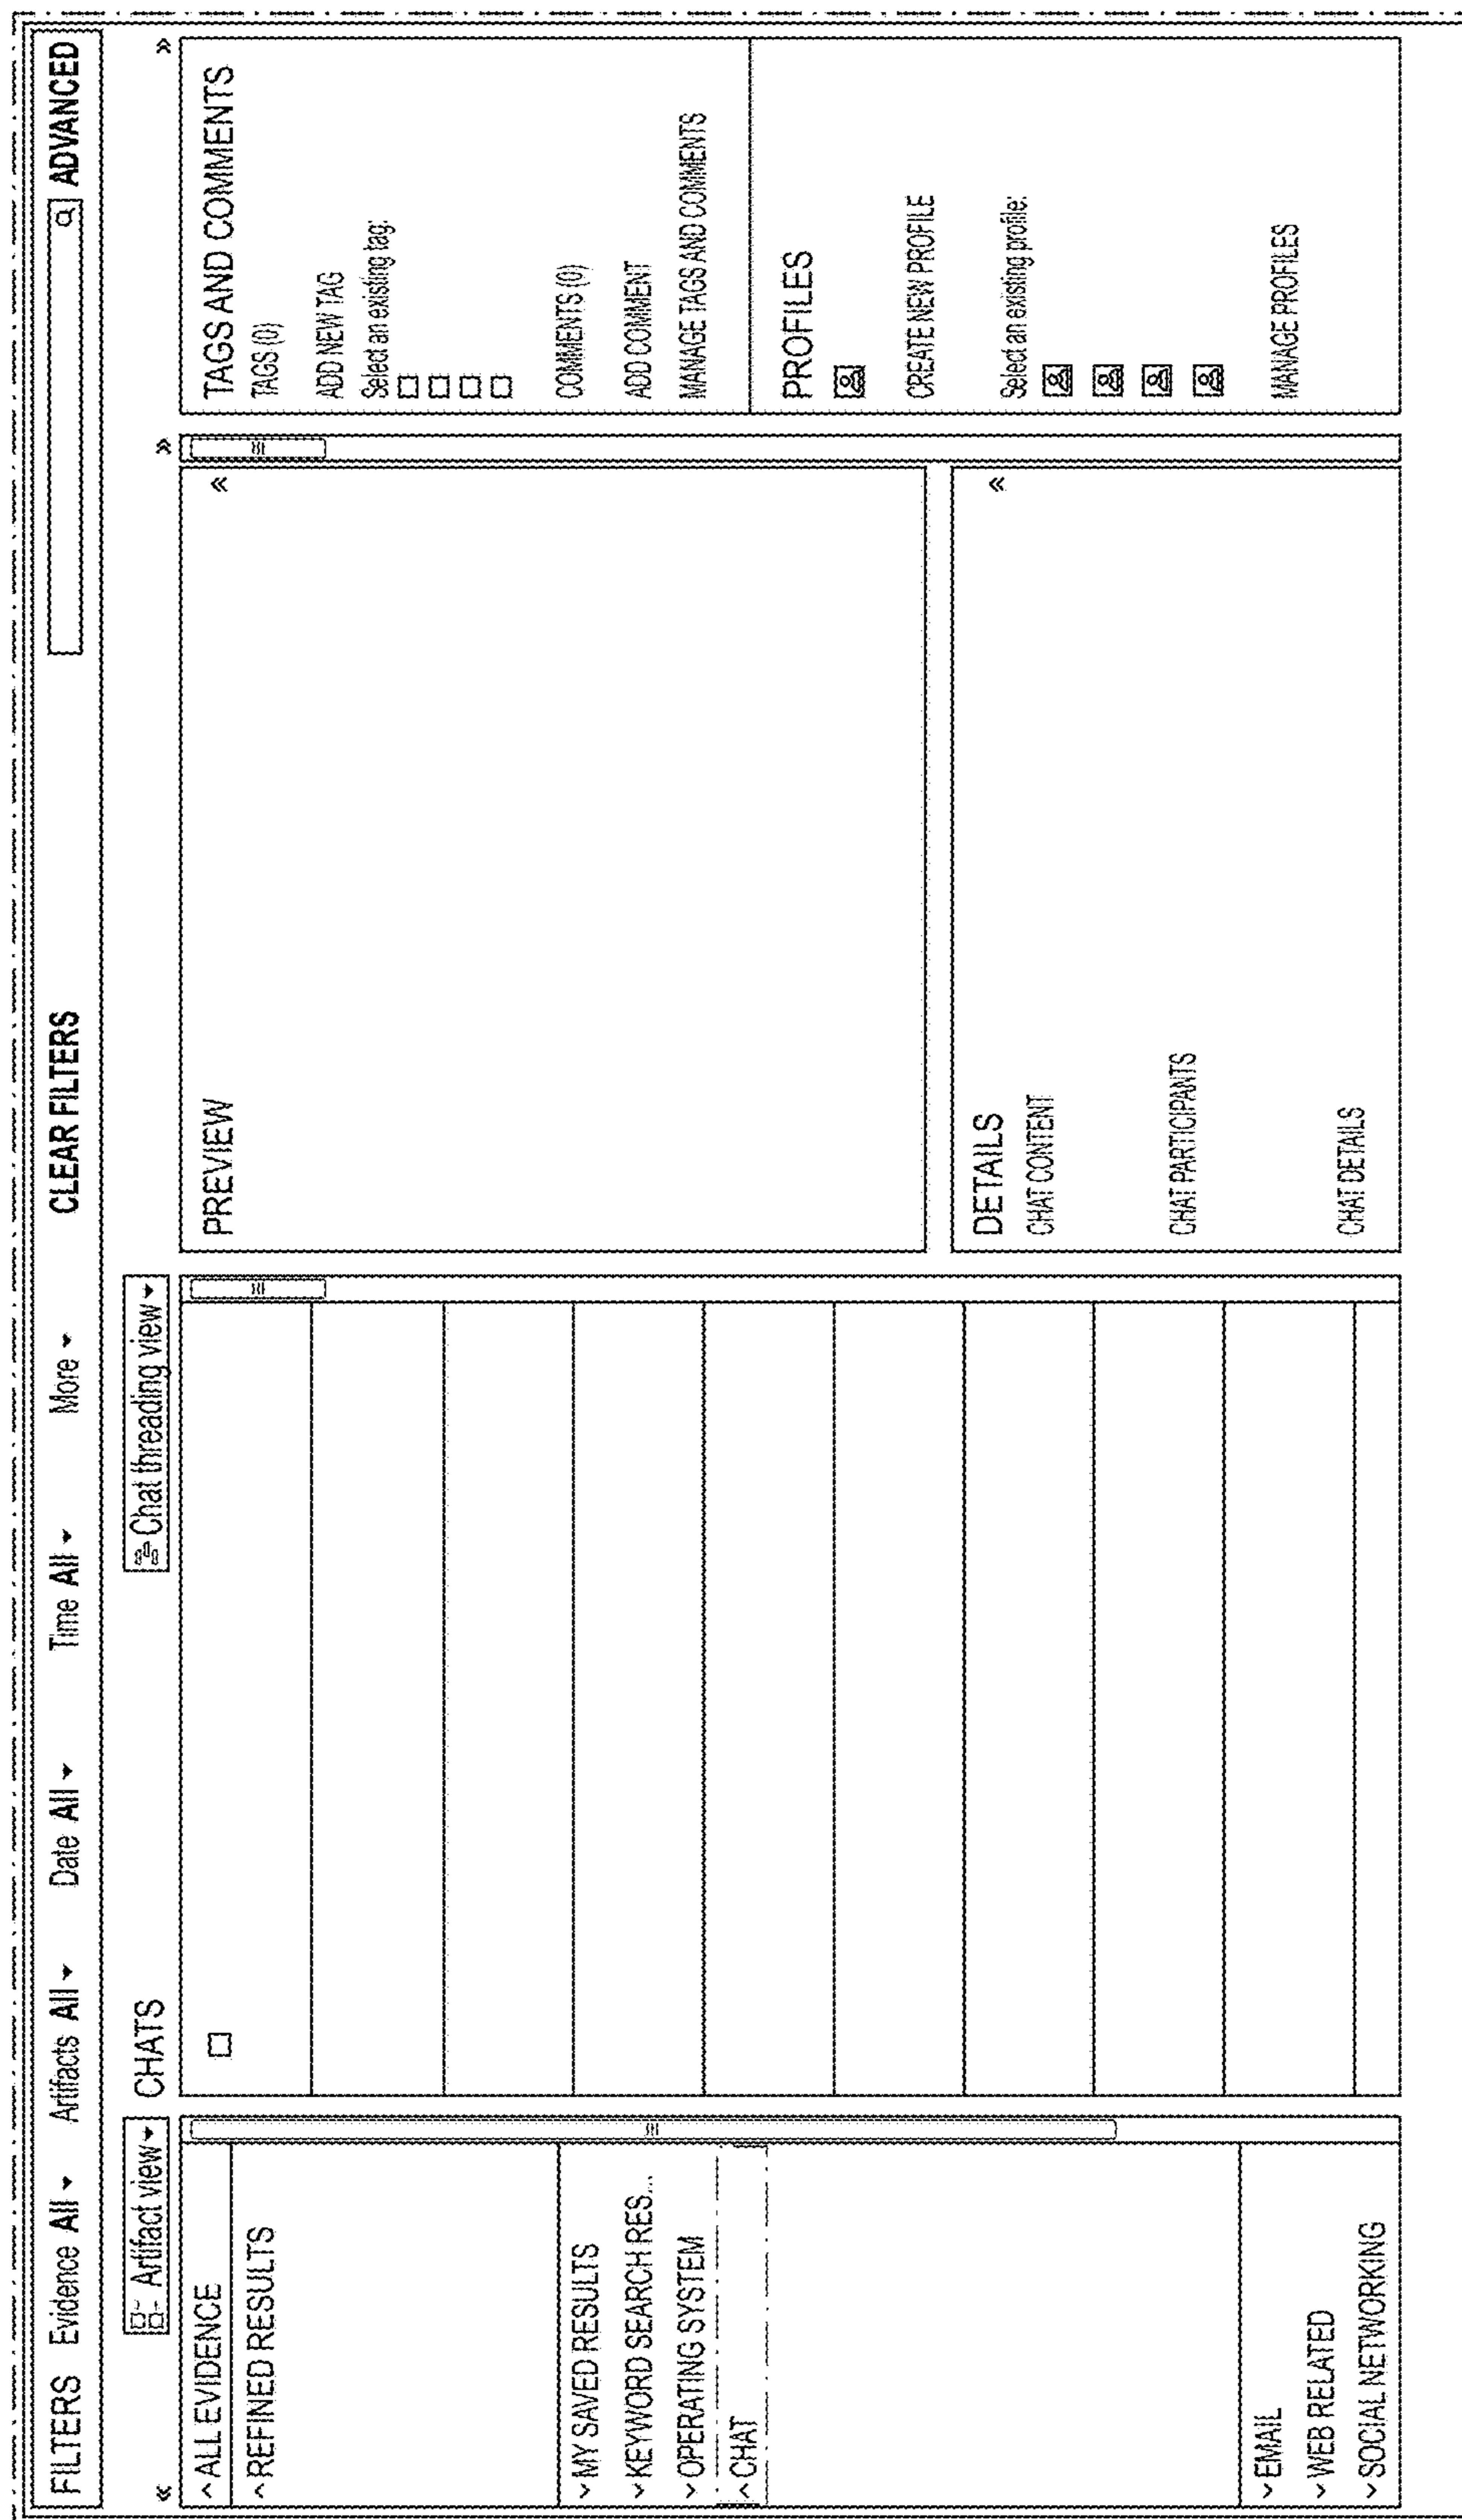 FILTERS Evidence All Artifacts All Date All Time All More CLEAR FILTERS ADVANCED
Artifact view
ALL EVIDENCE
REFINED RESULTS
MY SAVED RESULTS
KEYWORD SEARCH RES...
OPERATING SYSTEM
CHAT
EMAIL
WEB RELATED
SOCIAL NETWORKING
CHATS
Chat threading view
PREVIEW
DETAILS
CHAT CONTENT
CHAT PARTICIPANTS
CHAT DETAILS
TAGS AND COMMENTS
TAGS (0)
ADD NEW TAG
Select an existing tag:
COMMENTS (0)
ADD COMMENT
MANAGE TAGS AND COMMENTS
PROFILES
CREATE NEW PROFILE
Select an existing profile:
MANAGE PROFILES